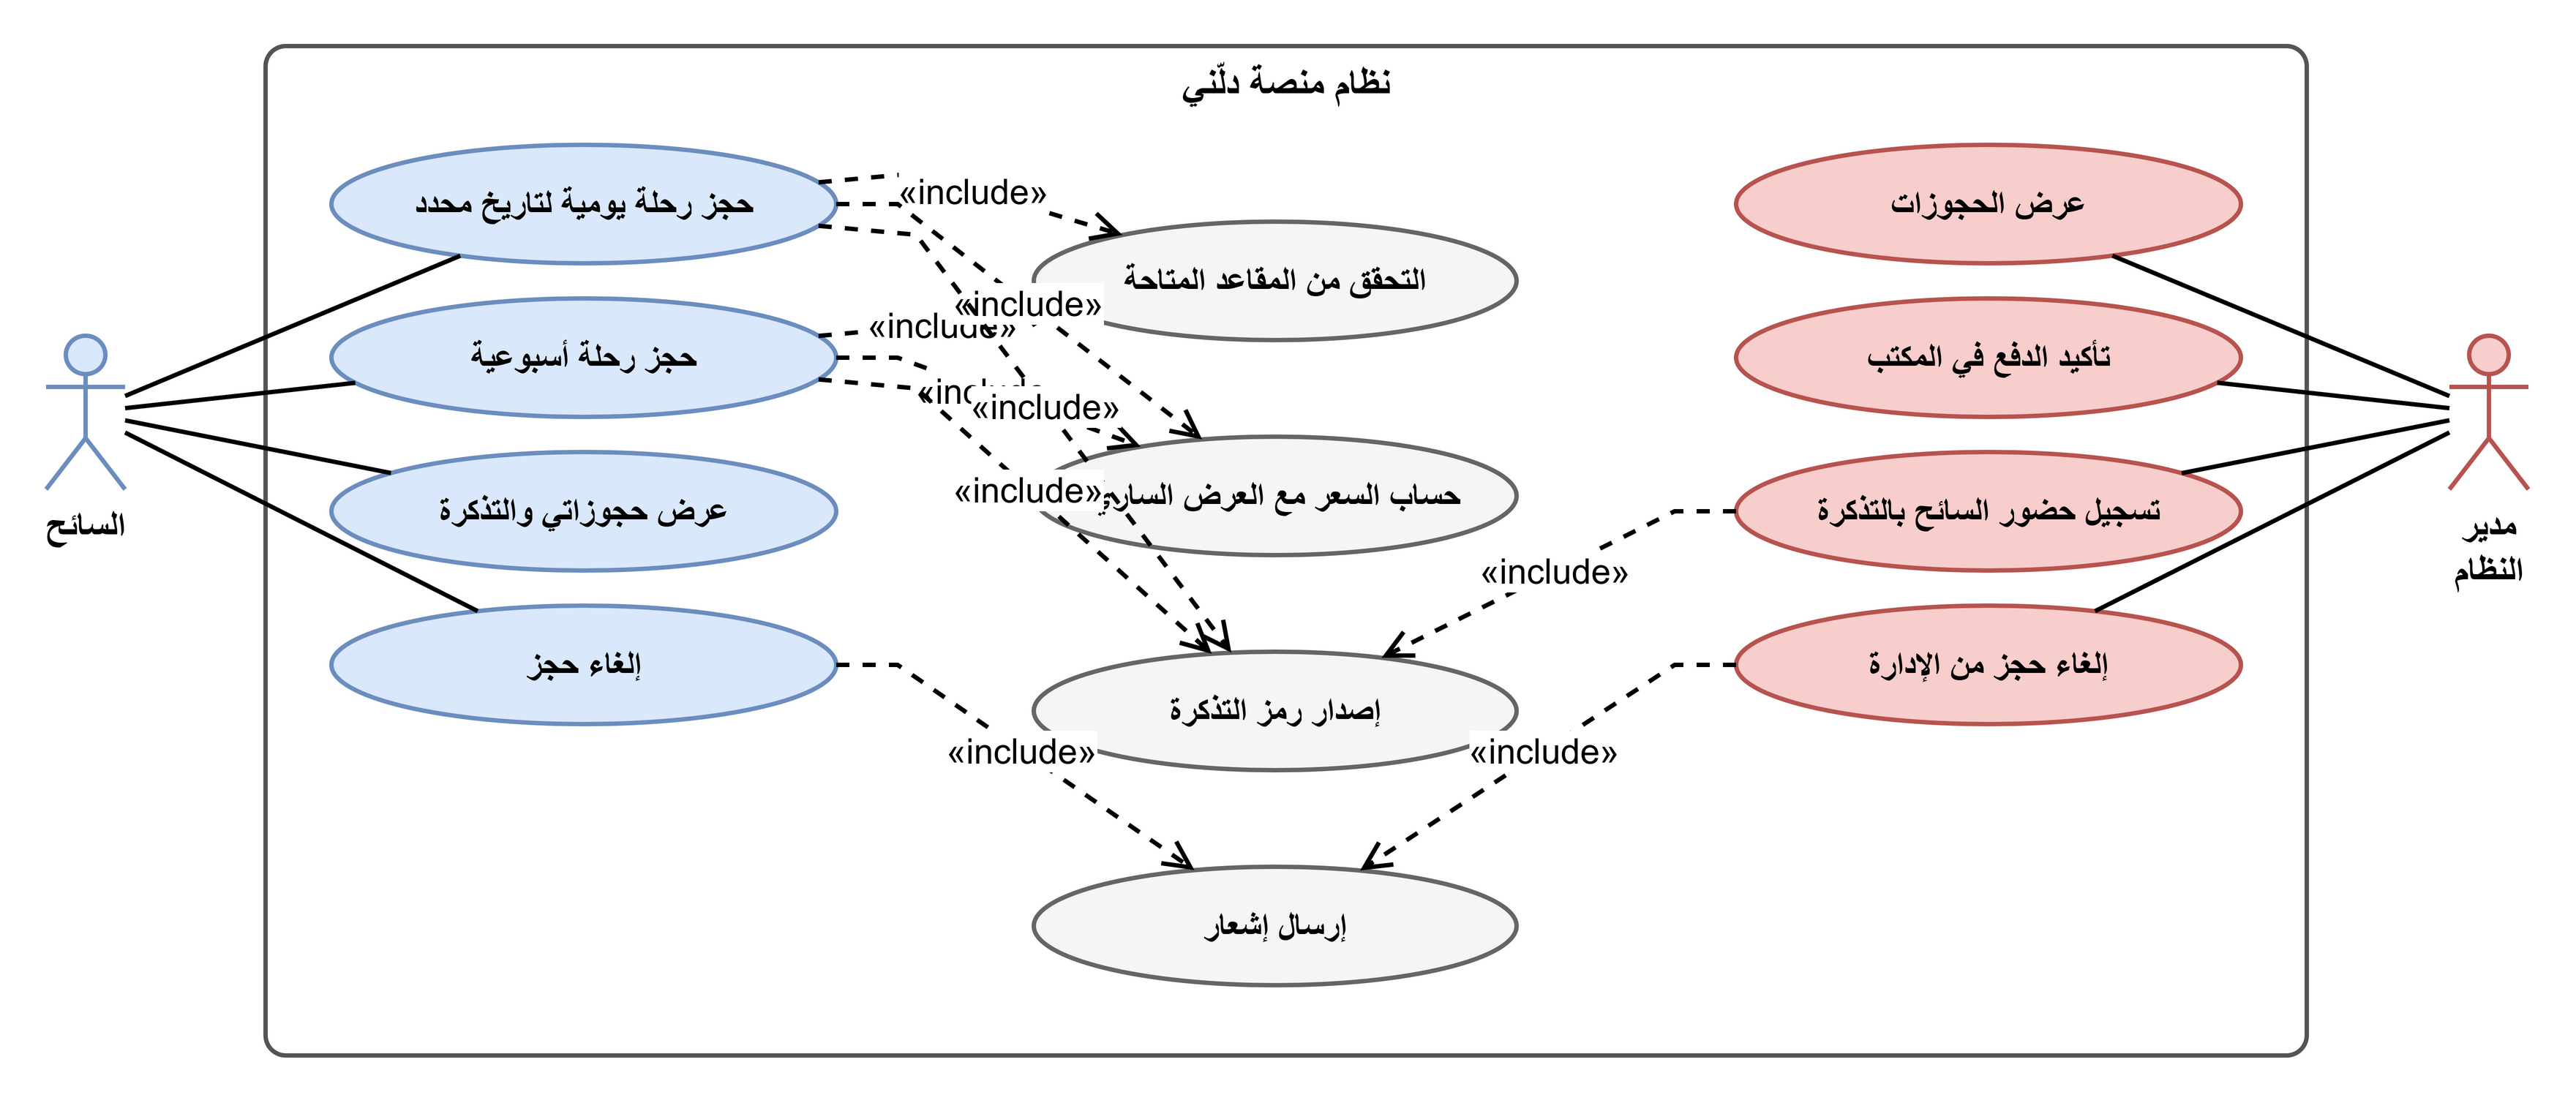 نظام منصة دلّني
حجز رحلة يومية لتاريخ محدد
حجز رحلة أسبوعية
عرض حجوزاتي والتذكرة
إلغاء حجز
السائح
«include»
«include»
«include»
«include»
«include»
التحقق من المقاعد المتاحة
حساب السعر مع العرض الساري
إصدار رمز التذكرة
إرسال إشعار
«include»
«include»
«include»
عرض الحجوزات
تأكيد الدفع في المكتب
تسجيل حضور السائح بالتذكرة
إلغاء حجز من الإدارة
مدير
النظام